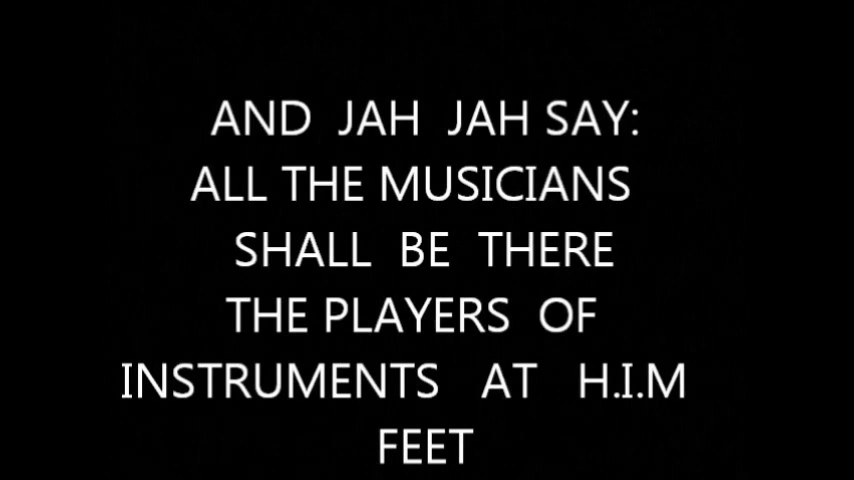 AND JAH JAH SAY:
ALL THE MUSICIANS
SHALL BE THERE
THE PLAYERS OF
INSTRUMENTS AT H.I.M
FEET